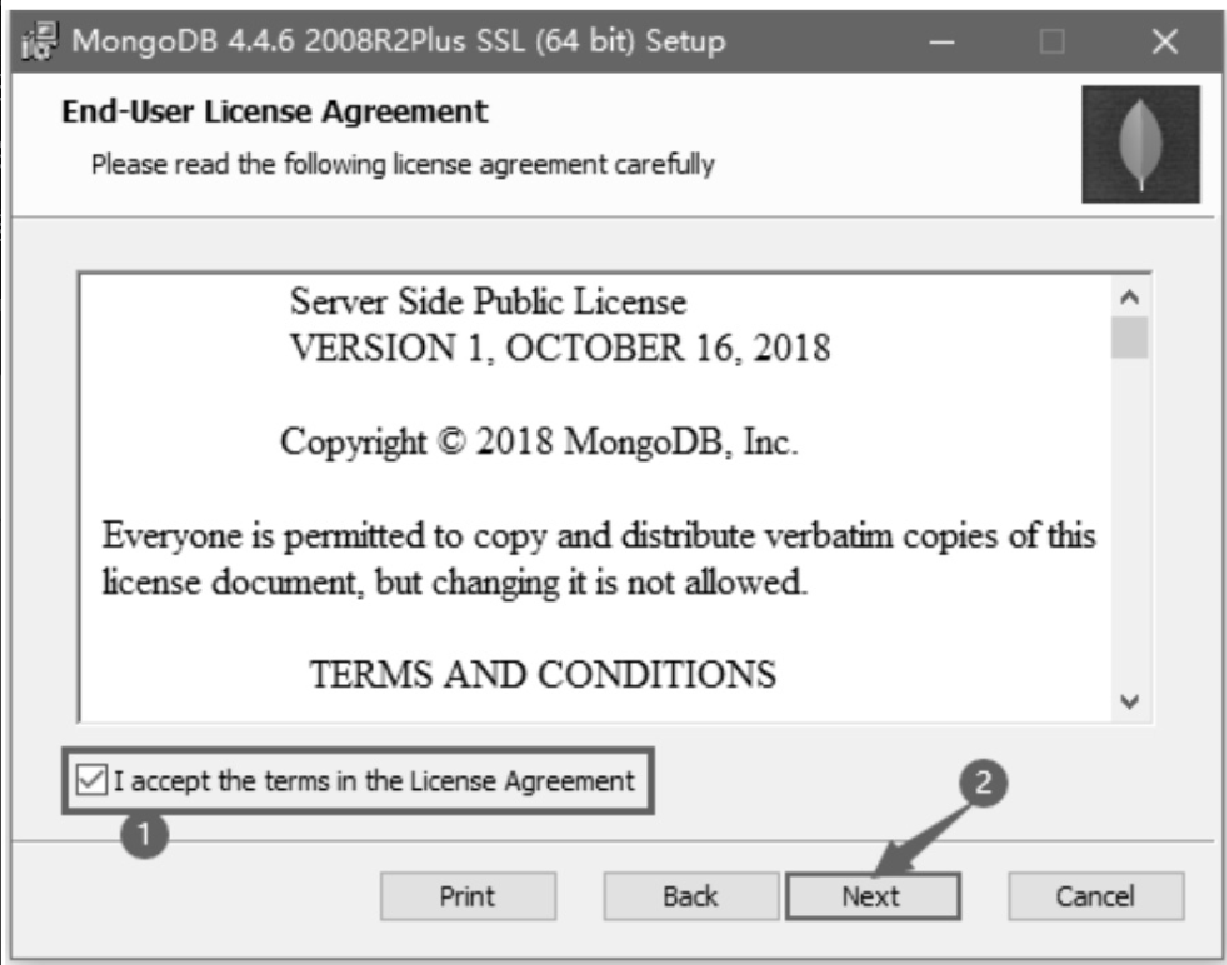 MongoDB 4.4.6 2008R2Plus SSL (64 bit) Setup
End-User License Agreement
Please read the following license agreement carefully
Server Side Public License
VERSION 1, OCTOBER 16, 2018
Copyright © 2018 MongoDB, Inc.
Everyone is permitted to copy and distribute verbatim copies of this
license document, but changing it is not allowed.
TERMS AND CONDITIONS
I accept the terms in the License Agreement
1
2
Print Back Next Cancel